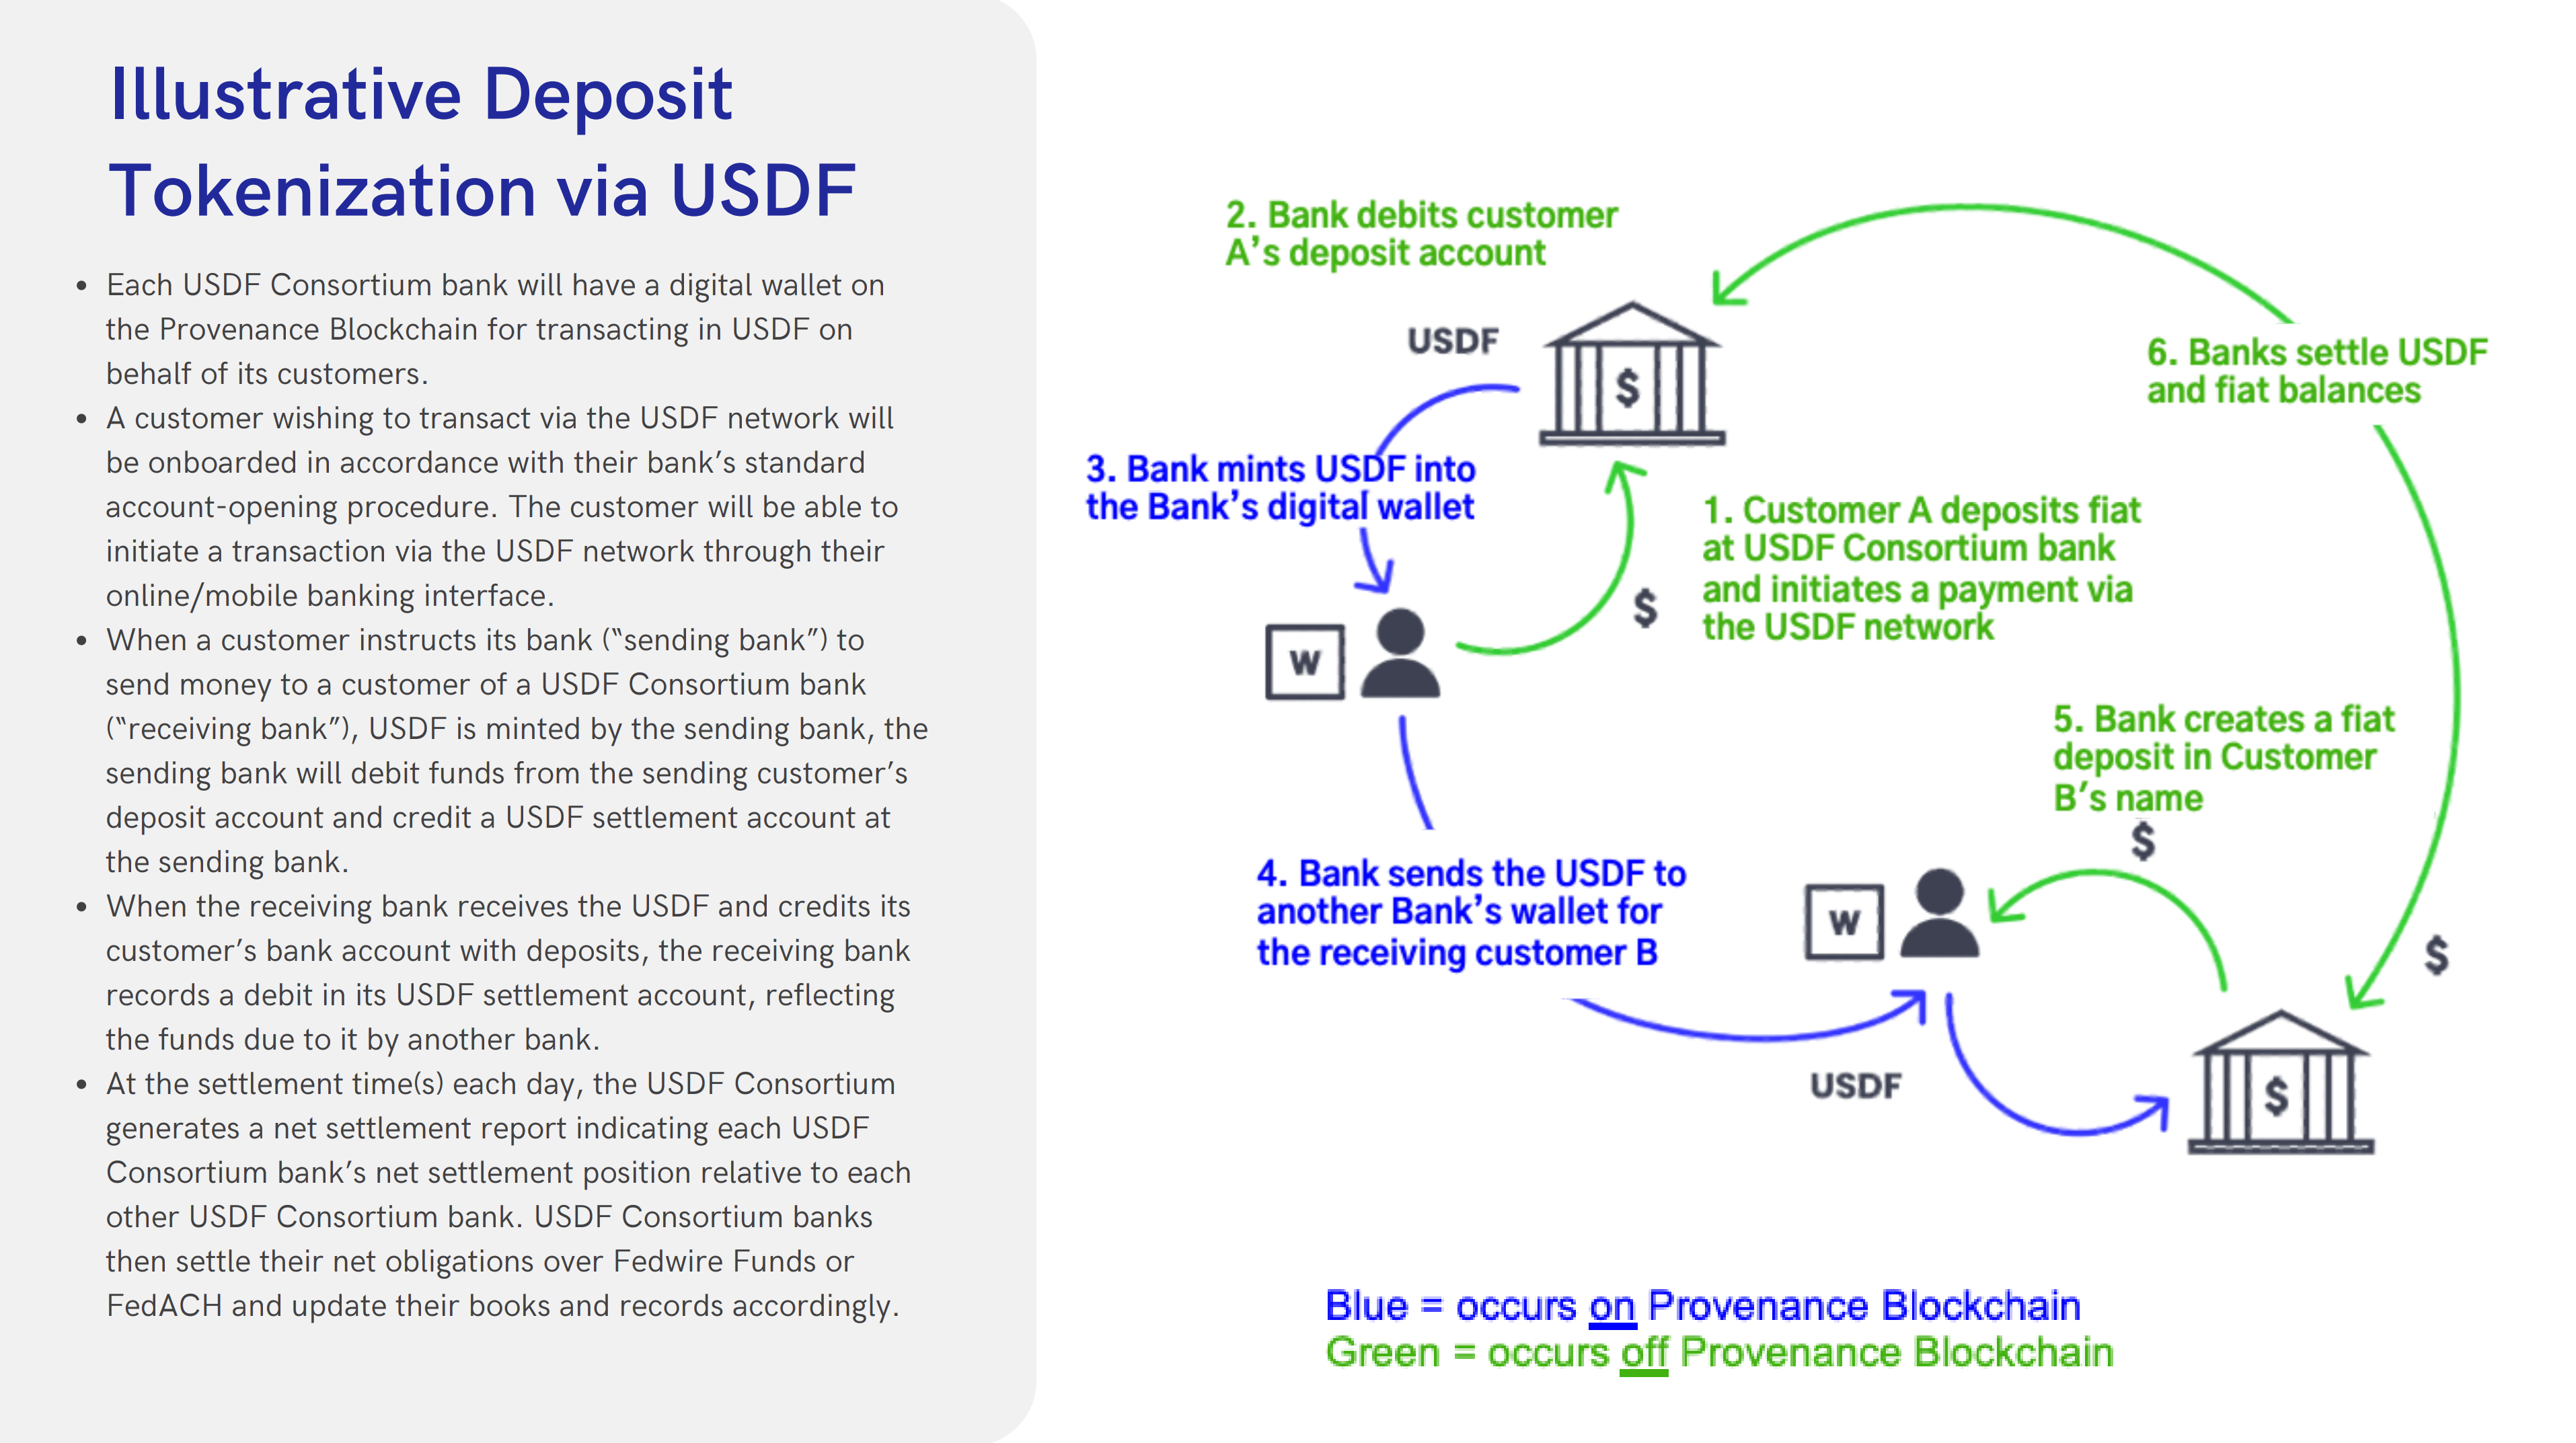 Illustrative Deposit
Tokenization via USDF
• Each USDF Consortium bank will have a digital wallet on
the Provenance Blockchain for transacting in USDF on
behalf of its customers.
• A customer wishing to transact via the USDF network will
be onboarded in accordance with their bank’s standard
account-opening procedure. The customer will be able to
initiate a transaction via the USDF network through their
online/mobile banking interface.
• When a customer instructs its bank (“sending bank”) to
send money to a customer of a USDF Consortium bank
(“receiving bank”), USDF is minted by the sending bank, the
sending bank will debit funds from the sending customer’s
deposit account and credit a USDF settlement account at
the sending bank.
• When the receiving bank receives the USDF and credits its
customer’s bank account with deposits, the receiving bank
records a debit in its USDF settlement account, reflecting
the funds due to it by another bank.
• At the settlement time(s) each day, the USDF Consortium
generates a net settlement report indicating each USDF
Consortium bank’s net settlement position relative to each
other USDF Consortium bank. USDF Consortium banks
then settle their net obligations over Fedwire Funds or
FedACH and update their books and records accordingly.
2. Bank debits customer
A’s deposit account
USDF
$
6. Banks settle USDF
and fiat balances
3. Bank mints USDF into
the Bank’s digital wallet
1. Customer A deposits fiat
at USDF Consortium bank
and initiates a payment via
the USDF network
$
W
5. Bank creates a fiat
deposit in Customer
B’s name
$
4. Bank sends the USDF to
another Bank’s wallet for
the receiving customer B
W
$
USDF
$
Blue = occurs on Provenance Blockchain
Green = occurs off Provenance Blockchain